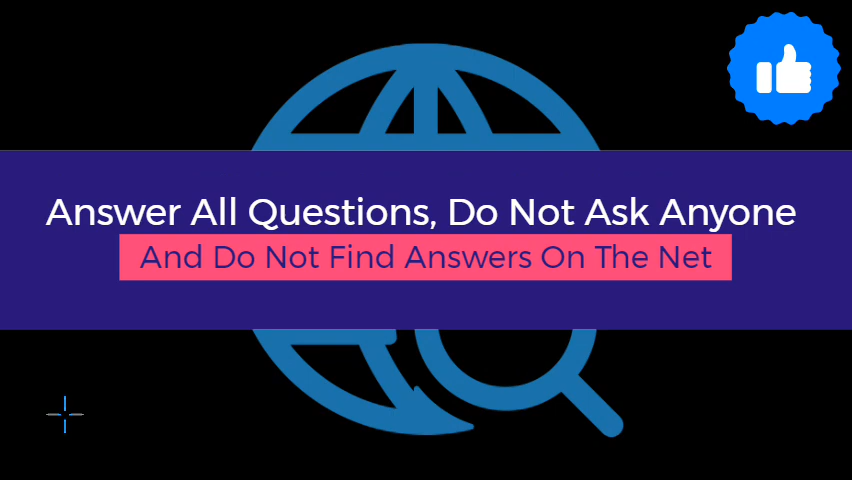 Answer All Questions, Do Not Ask Anyone
And Do Not Find Answers On The Net